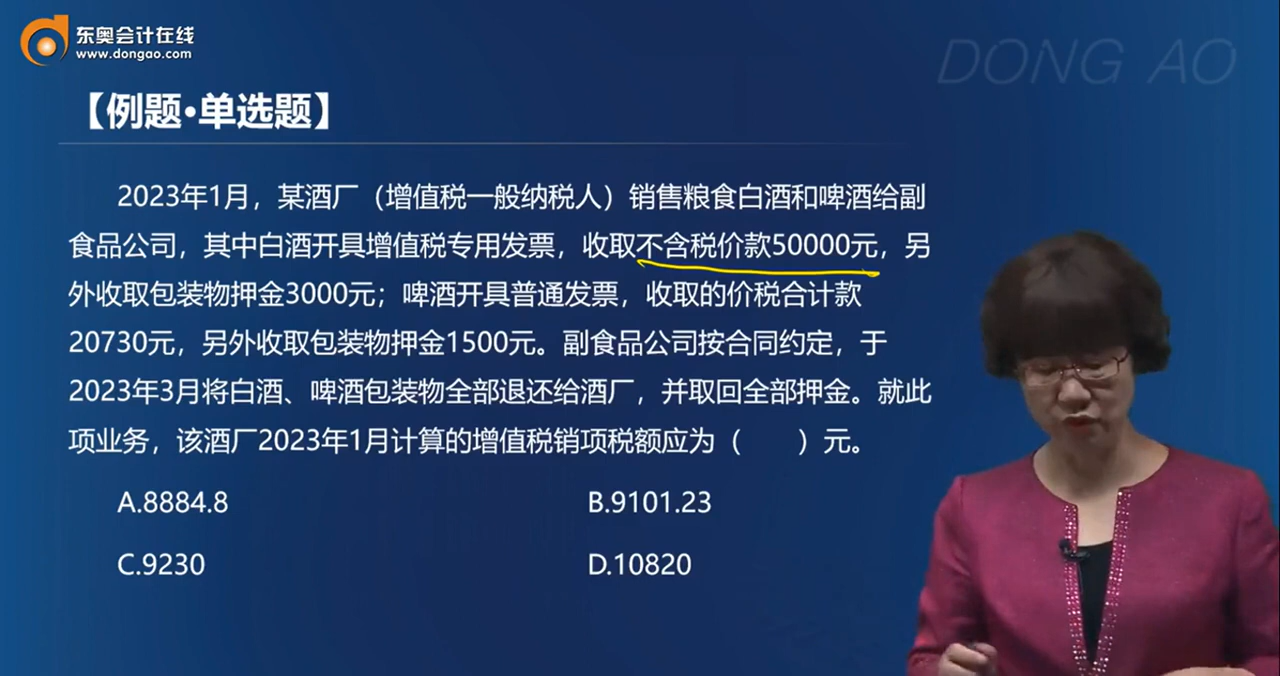 东奥会计在线
www.dongao.com
DONG AO
【例题•单选题】
2023年1月，某酒厂（增值税一般纳税人）销售粮食白酒和啤酒给副
食品公司，其中白酒开具增值税专用发票，收取不含税价款50000元，另
外收取包装物押金3000元；啤酒开具普通发票，收取的价税合计款
20730元，另外收取包装物押金1500元。副食品公司按合同约定，于
2023年3月将白酒、啤酒包装物全部退还给酒厂，并取回全部押金。就此
项业务，该酒厂2023年1月计算的增值税销项税额应为（　　）元。
A.8884.8
B.9101.23
C.9230
D.10820